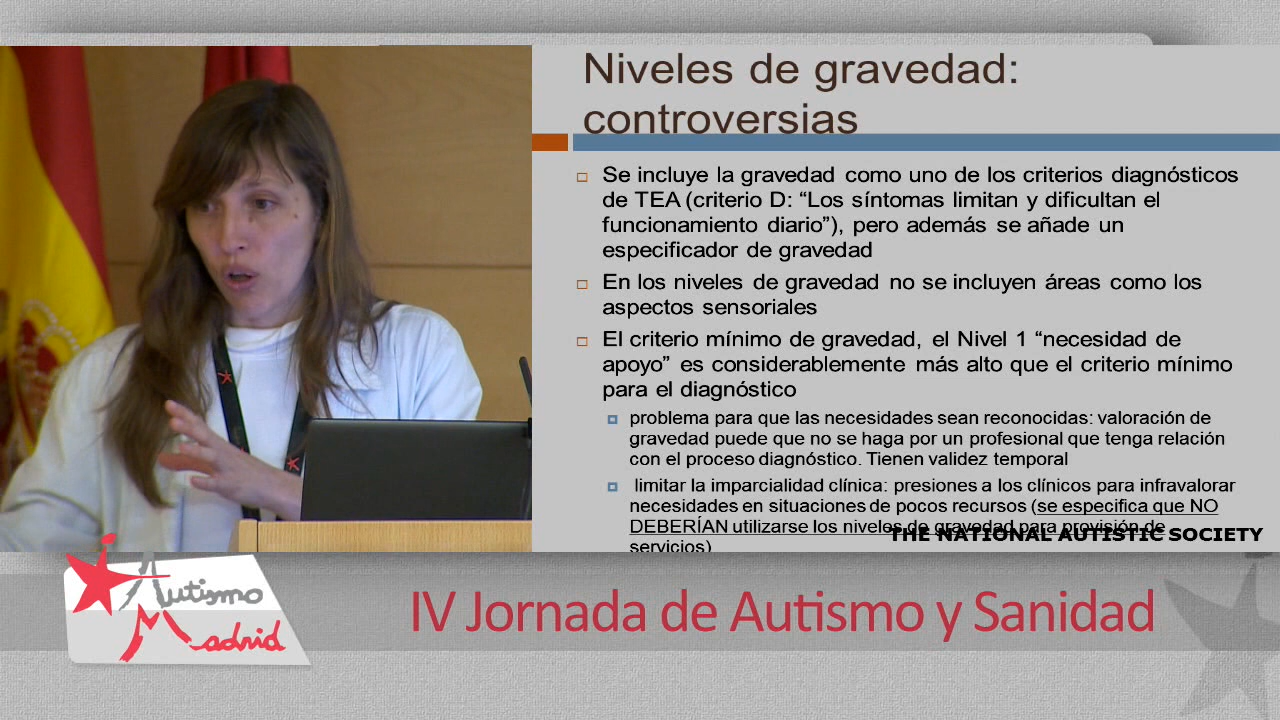 Niveles de gravedad:
controversias
Se incluye la gravedad como uno de los criterios diagnósticos
de TEA (criterio D: “Los síntomas limitan y dificultan el
funcionamiento diario”), pero además se añade un
especificador de gravedad
En los niveles de gravedad no se incluyen áreas como los
aspectos sensoriales
El criterio mínimo de gravedad, el Nivel 1 “necesidad de
apoyo” es considerablemente más alto que el criterio mínimo
para el diagnóstico
problema para que las necesidades sean reconocidas: valoración de
gravedad puede que no se haga por un profesional que tenga relación
con el proceso diagnóstico. Tienen validez temporal
limitar la imparcialidad clínica: presiones a los clínicos para infravalorar
necesidades en situaciones de pocos recursos (se especifica que NO
DEBERÍAN utilizarse los niveles de gravedad para provisión de
servicios)
THE NATIONAL AUTISTIC SOCIETY
Autismo
Madrid
IV Jornada de Autismo y Sanidad